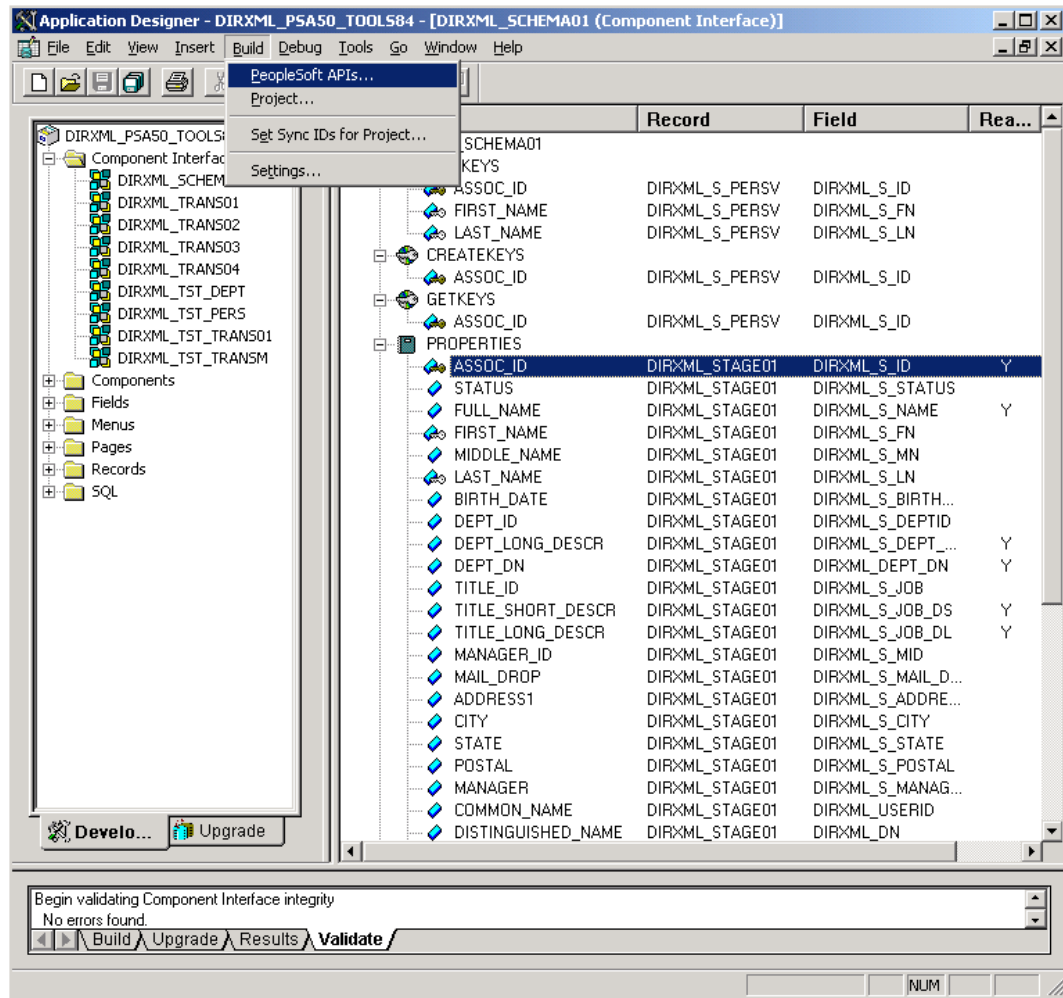 Application Designer - DIRXML_PSA50_TOOLS84 - [DIRXML_SCHEMA01 (Component Interface)]
File Edit View Insert Build Debug Tools Go Window Help
PeopleSoft APIs...
Project...
Set Sync IDs for Project...
Settings...
Record Field Rea...
DIRXML_PSA50_TOOLS
Component Interfac
DIRXML_SCHEM
DIRXML_TRANS01
DIRXML_TRANS02
DIRXML_TRANS03
DIRXML_TRANS04
DIRXML_TST_DEPT
DIRXML_TST_PERS
DIRXML_TST_TRANS01
DIRXML_TST_TRANSM
Components
Fields
Menus
Pages
Records
SQL
Develo... Upgrade
_SCHEMA01
KEYS
ASSOC_ID DIRXML_S_PERSV DIRXML_S_ID
FIRST_NAME DIRXML_S_PERSV DIRXML_S_FN
LAST_NAME DIRXML_S_PERSV DIRXML_S_LN
CREATEKEYS
ASSOC_ID DIRXML_S_PERSV DIRXML_S_ID
GETKEYS
ASSOC_ID DIRXML_S_PERSV DIRXML_S_ID
PROPERTIES
ASSOC_ID DIRXML_STAGE01 DIRXML_S_ID Y
STATUS DIRXML_STAGE01 DIRXML_S_STATUS
FULL_NAME DIRXML_STAGE01 DIRXML_S_NAME Y
FIRST_NAME DIRXML_STAGE01 DIRXML_S_FN
MIDDLE_NAME DIRXML_STAGE01 DIRXML_S_MN
LAST_NAME DIRXML_STAGE01 DIRXML_S_LN
BIRTH_DATE DIRXML_STAGE01 DIRXML_S_BIRTH...
DEPT_ID DIRXML_STAGE01 DIRXML_S_DEPTID
DEPT_LONG_DESCR DIRXML_STAGE01 DIRXML_S_DEPT_... Y
DEPT_DN DIRXML_STAGE01 DIRXML_DEPT_DN Y
TITLE_ID DIRXML_STAGE01 DIRXML_S_JOB
TITLE_SHORT_DESCR DIRXML_STAGE01 DIRXML_S_JOB_DS Y
TITLE_LONG_DESCR DIRXML_STAGE01 DIRXML_S_JOB_DL Y
MANAGER_ID DIRXML_STAGE01 DIRXML_S_MID
MAIL_DROP DIRXML_STAGE01 DIRXML_S_MAIL_D...
ADDRESS1 DIRXML_STAGE01 DIRXML_S_ADDRE...
CITY DIRXML_STAGE01 DIRXML_S_CITY
STATE DIRXML_STAGE01 DIRXML_S_STATE
POSTAL DIRXML_STAGE01 DIRXML_S_POSTAL
MANAGER DIRXML_STAGE01 DIRXML_S_MANAG...
COMMON_NAME DIRXML_STAGE01 DIRXML_USERID
DISTINGUISHED_NAME DIRXML_STAGE01 DIRXML_DN
Begin validating Component Interface integrity
No errors found.
Build Upgrade Results Validate
NUM